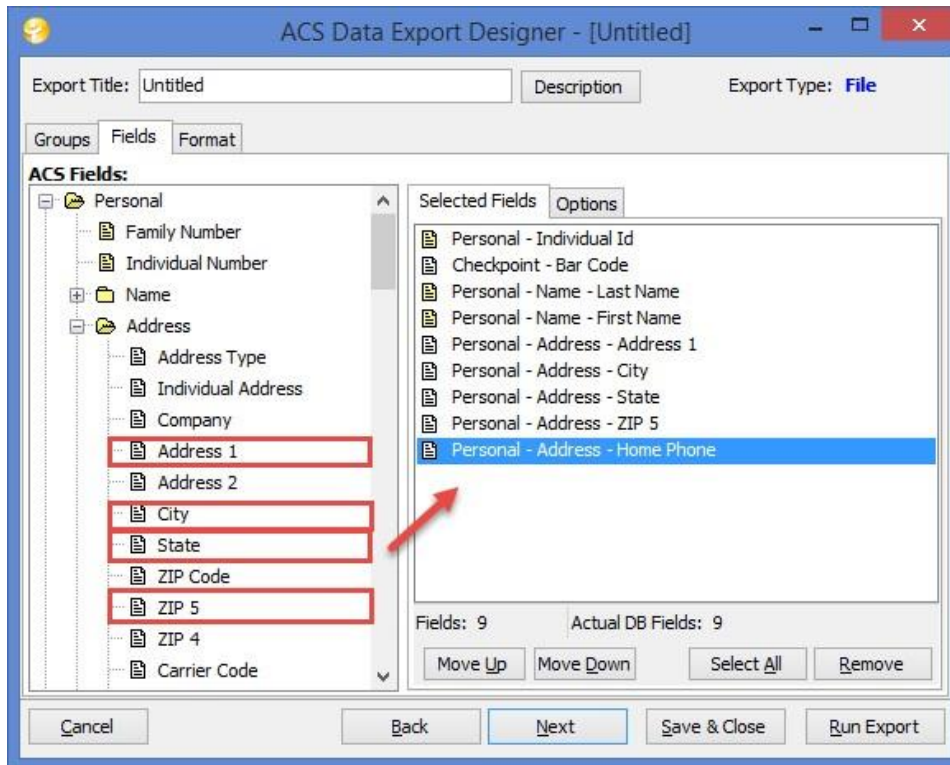 ACS Data Export Designer - [Untitled]
Export Title: Untitled Description Export Type: File
Groups Fields Format
ACS Fields:
Personal
Family Number
Individual Number
Name
Address
Address Type
Individual Address
Company
Address 1
Address 2
City
State
ZIP Code
ZIP 5
ZIP 4
Carrier Code
Selected Fields Options
Personal - Individual Id
Checkpoint - Bar Code
Personal - Name - Last Name
Personal - Name - First Name
Personal - Address - Address 1
Personal - Address - City
Personal - Address - State
Personal - Address - ZIP 5
Personal - Address - Home Phone
Fields: 9 Actual DB Fields: 9
Move Up Move Down Select All Remove
Cancel Back Next Save & Close Run Export